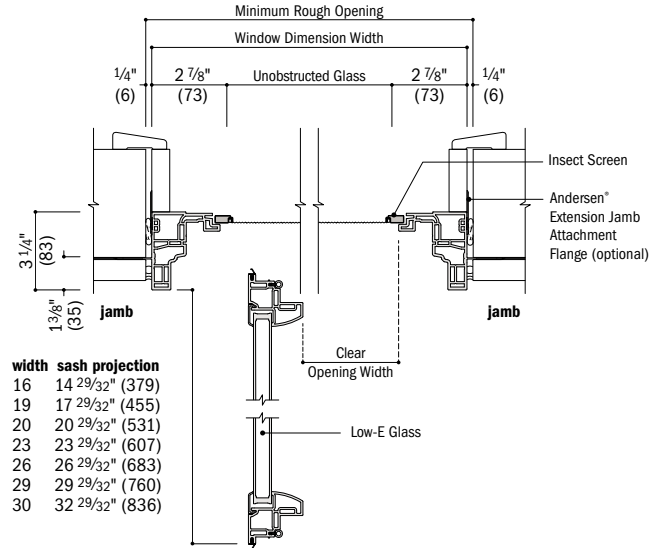 Minimum Rough Opening
Window Dimension Width
1/4" 2 7/8" Unobstructed Glass 2 7/8" 1/4"
(6) (73) (73) (6)
Insect Screen
Andersen®
Extension Jamb
Attachment
Flange (optional)
3 1/4"
(83)
1 3/8"
(35)
jamb
jamb
Clear
Opening Width
Low-E Glass
width sash projection
16 14 29/32" (379)
19 17 29/32" (455)
20 20 29/32" (531)
23 23 29/32" (607)
26 26 29/32" (683)
29 29 29/32" (760)
30 32 29/32" (836)